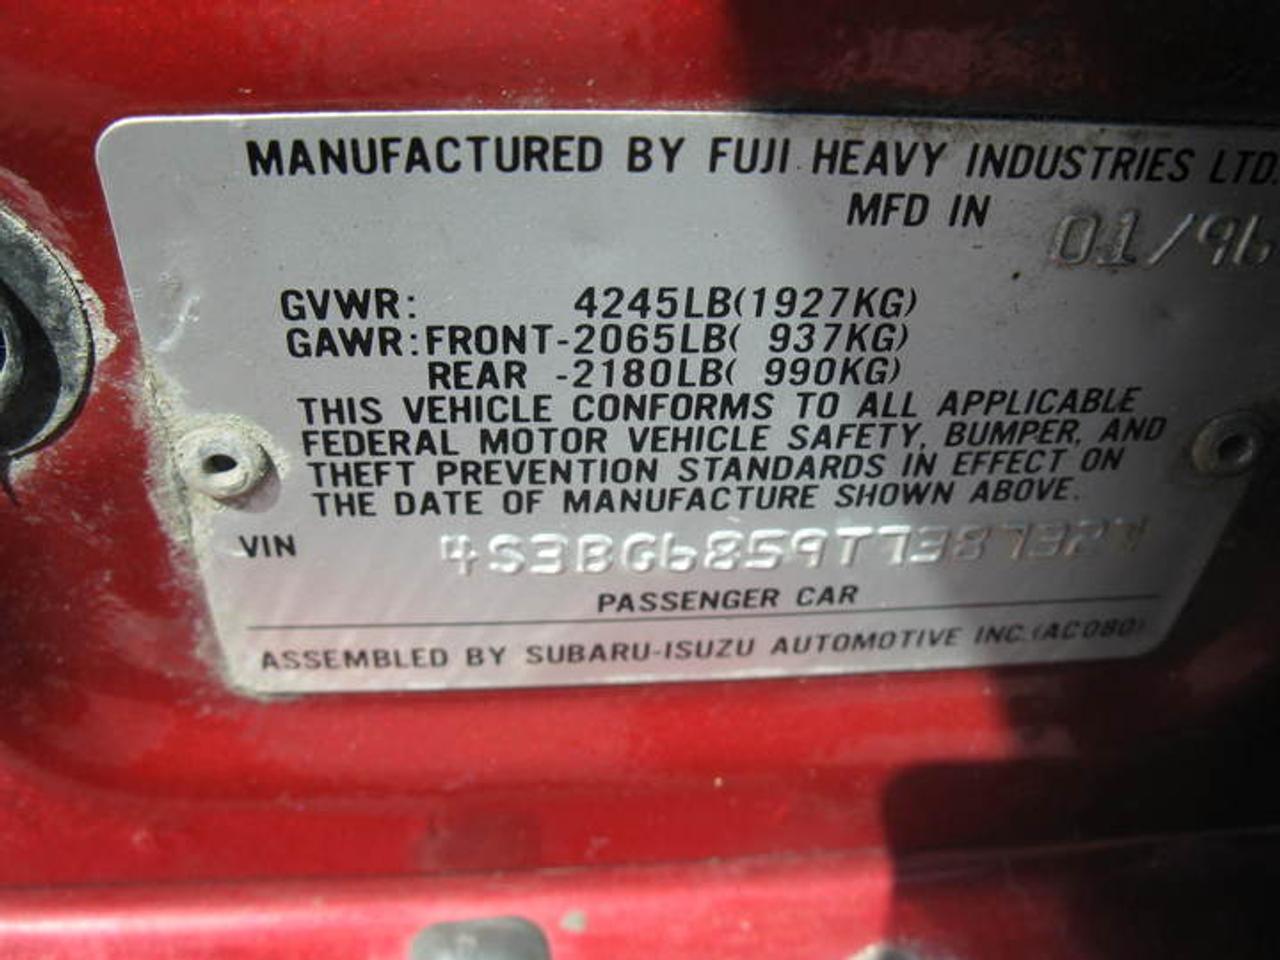 MANUFACTURED BY FUJI HEAVY INDUSTRIES LTD.
MFD IN 01/96
GVWR: 4245LB(1927KG)
GAWR:FRONT-2065LB( 937KG)
REAR -2180LB( 990KG)
THIS VEHICLE CONFORMS TO ALL APPLICABLE
FEDERAL MOTOR VEHICLE SAFETY, BUMPER, AND
THEFT PREVENTION STANDARDS IN EFFECT ON
THE DATE OF MANUFACTURE SHOWN ABOVE.
VIN 4S3BG6859T7387327
PASSENGER CAR
ASSEMBLED BY SUBARU-ISUZU AUTOMOTIVE INC.(AC080)